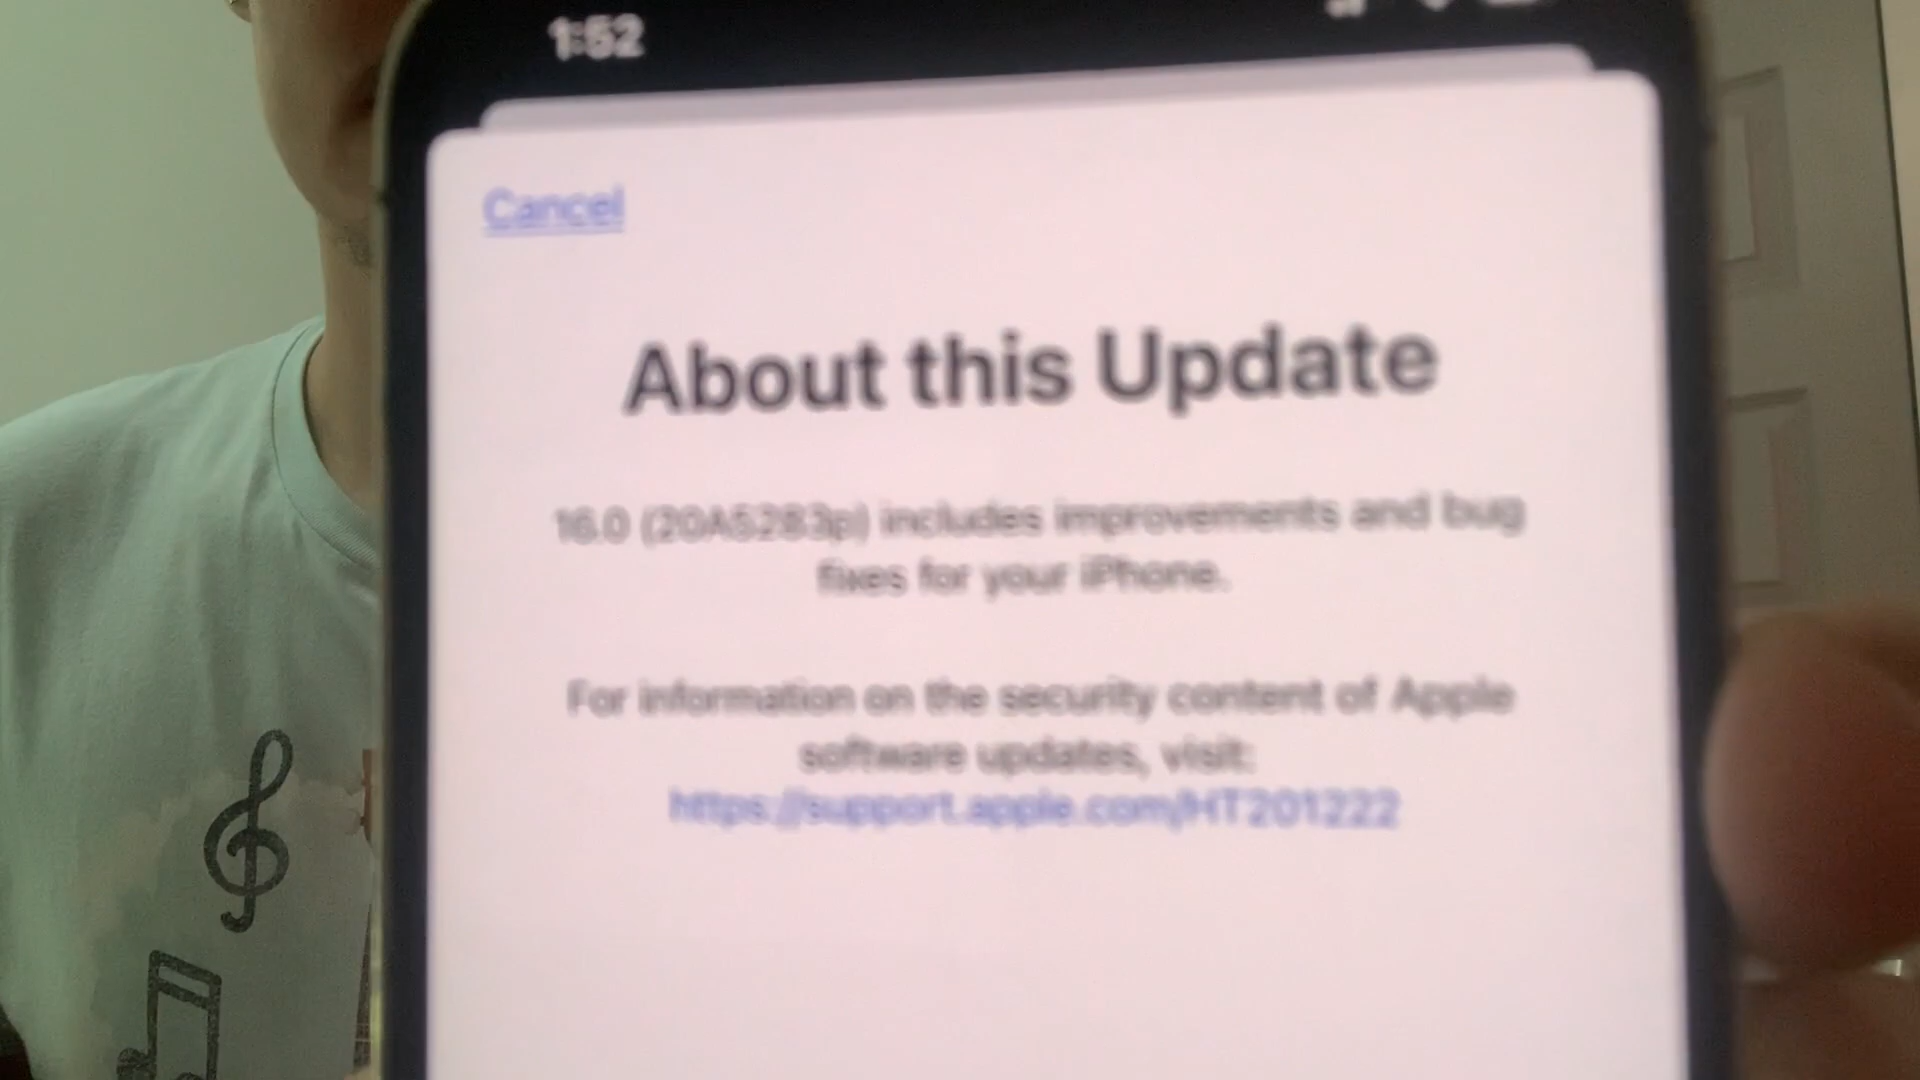 1:52
Cancel
About this Update
16.0 (20A5283p) includes improvements and bug
fixes for your iPhone.
For information on the security content of Apple
software updates, visit:
https://support.apple.com/HT201222